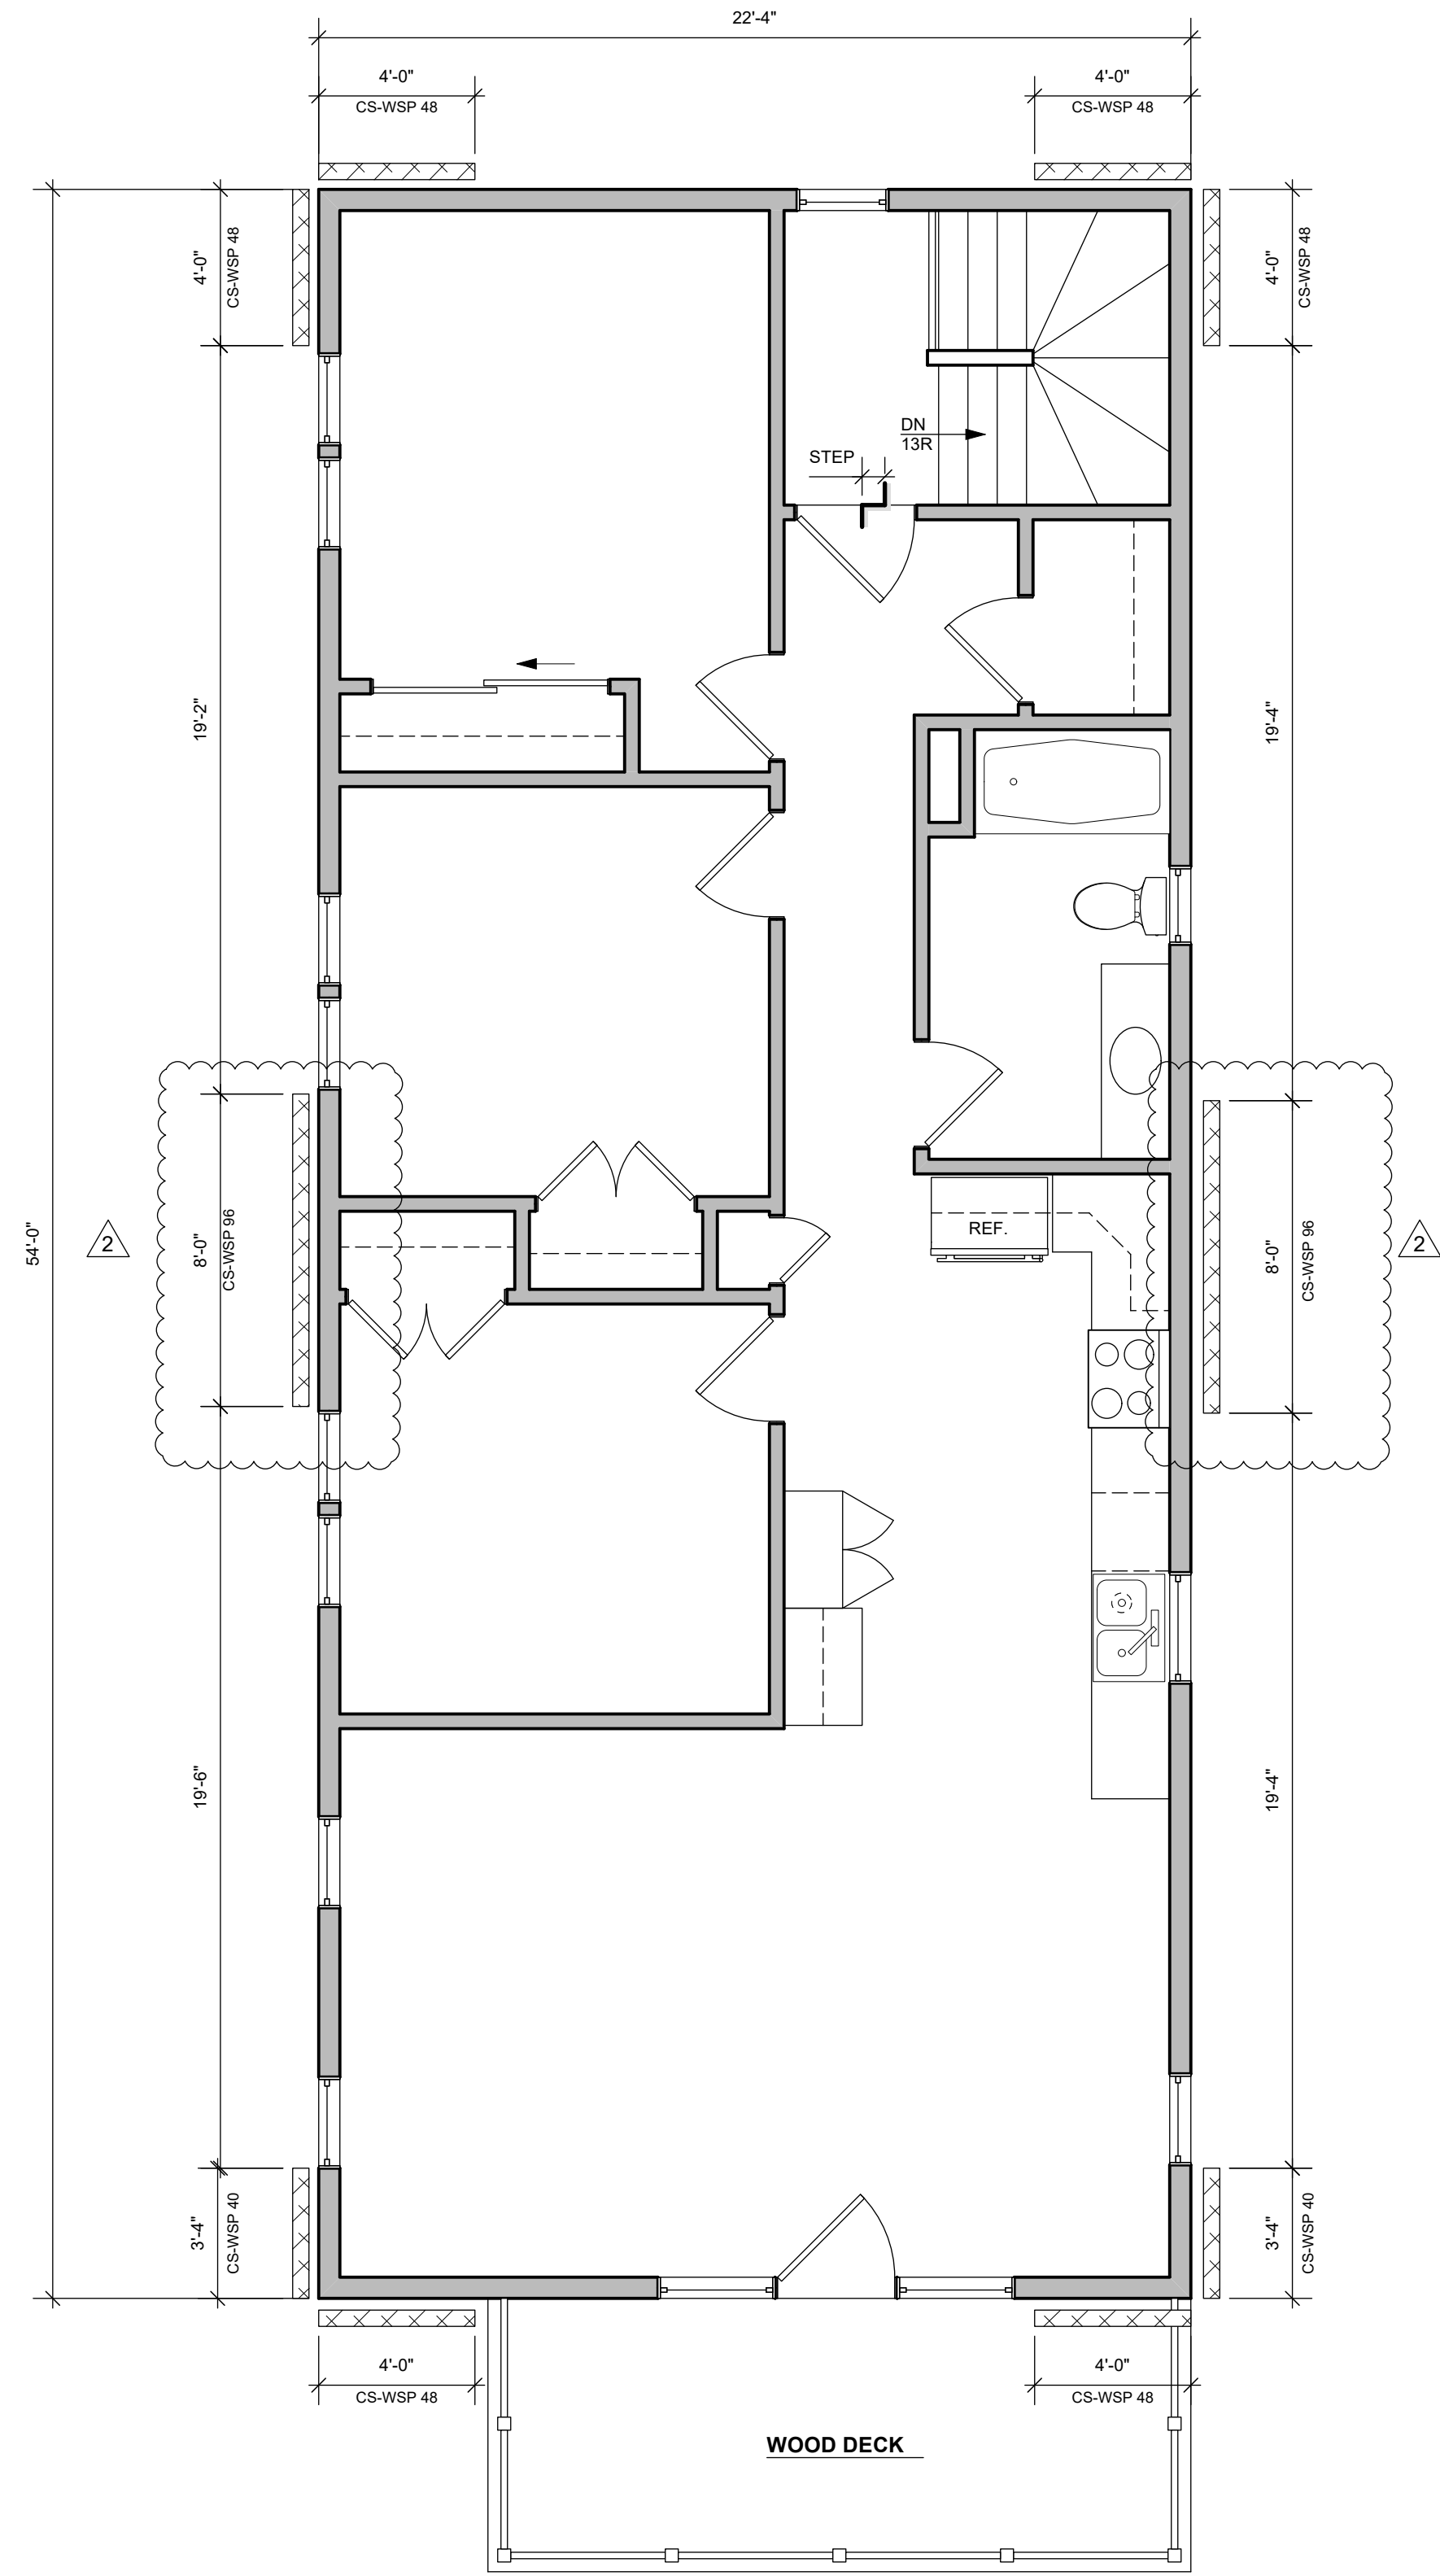 22'-4"
4'-0"
CS-WSP 48
4'-0"
CS-WSP 48
4'-0"
CS-WSP 48
4'-0"
CS-WSP 48
DN
13R
STEP
19'-2"
19'-4"
54'-0"
2
8'-0"
CS-WSP 96
REF.
8'-0"
CS-WSP 96
2
19'-6"
19'-4"
3'-4"
CS-WSP 40
3'-4"
CS-WSP 40
4'-0"
CS-WSP 48
4'-0"
CS-WSP 48
WOOD DECK